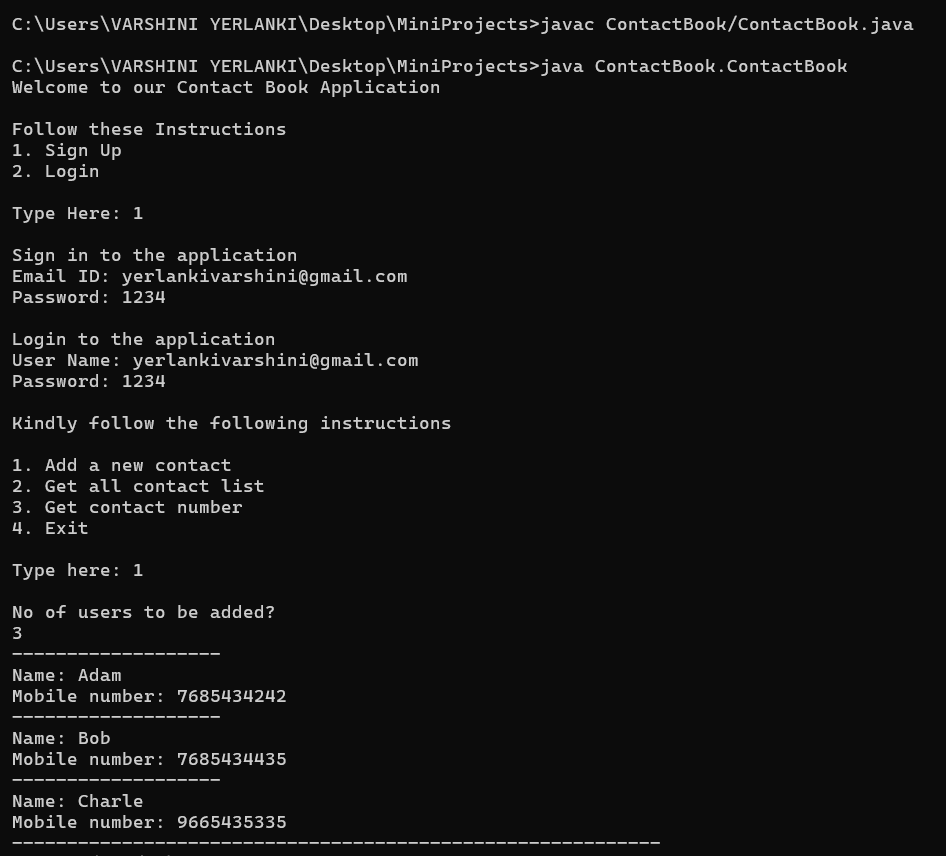 C:\Users\VARSHINI YERLANKI\Desktop\MiniProjects>javac ContactBook/ContactBook.java
C:\Users\VARSHINI YERLANKI\Desktop\MiniProjects>java ContactBook.ContactBook
Welcome to our Contact Book Application
Follow these Instructions
1. Sign Up
2. Login
Type Here: 1
Sign in to the application
Email ID: yerlankivarshini@gmail.com
Password: 1234
Login to the application
User Name: yerlankivarshini@gmail.com
Password: 1234
Kindly follow the following instructions
1. Add a new contact
2. Get all contact list
3. Get contact number
4. Exit
Type here: 1
No of users to be added?
3
-------------------
Name: Adam
Mobile number: 7685434242
-------------------
Name: Bob
Mobile number: 7685434435
-------------------
Name: Charle
Mobile number: 9665435335
-----------------------------------------------------------